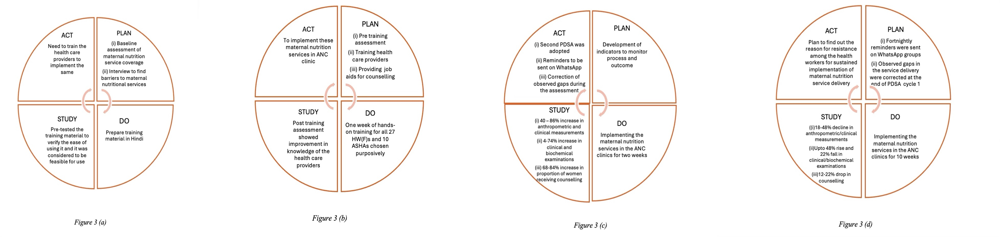 ACT
Need to train the
health care
providers to
implement the
same
PLAN
(i) Baseline
assessment of
maternal nutrition
service coverage
(ii) Interview to find
barriers to maternal
nutritional services
STUDY
Pre-tested the
training material to
verify the ease of
using it and it was
considered to be
feasible for use
DO
Prepare training
material in Hindi
Figure 3 (a)
ACT
To implement these
maternal nutrition
services in ANC
clinic
PLAN
(i) Pre training
assessment
(ii) Training health
care providers
(iii) Providing job
aids for counselling
STUDY
Post training
assessment
showed
improvement in
knowledge of the
health care
providers
DO
One week of hands-
on training for all 27
HW(F)s and 10
ASHAs chosen
purposively
Figure 3 (b)
ACT
(i) Second PDSA was
adopted
(ii) Reminders to be
sent on WhatsApp
(iii) Correction of
observed gaps during
the assessment
PLAN
Development of
indicators to monitor
process and
outcome
STUDY
(i) 40 – 86% increase in
anthropometric and
clinical measurements
(ii) 4-74% increase in
clinical and
biochemical
examinations
(iii) 68-84% increase in
proportion of women
receiving counselling
DO
Implementing the
maternal nutrition
services in the ANC
clinics for two weeks
Figure 3 (c)
ACT
Plan to find out the
reason for resistance
among the health
workers for sustained
implementation of
maternal nutrition
service delivery
PLAN
(i) Fortnightly
reminders were sent
on WhatsApp groups
(ii) Observed gaps in
the service delivery
were corrected at the
end of PDSA cycle 1
STUDY
((i)18-48% decline in
anthropometric/clinical
measurements
(ii)Upto 48% rise and
22% fall in
clinical/biochemical
examinations
(iii)12-22% drop in
counselling
DO
Implementing the
maternal nutrition
services in the ANC
clinics for 10 weeks
Figure 3 (d)